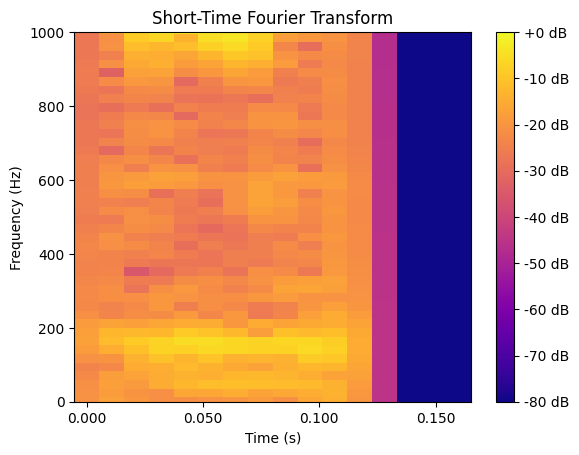 Short-Time Fourier Transform
Frequency (Hz)
1000
800
600
400
200
0
0.000
0.050
0.100
0.150
Time (s)
+0 dB
-10 dB
-20 dB
-30 dB
-40 dB
-50 dB
-60 dB
-70 dB
-80 dB